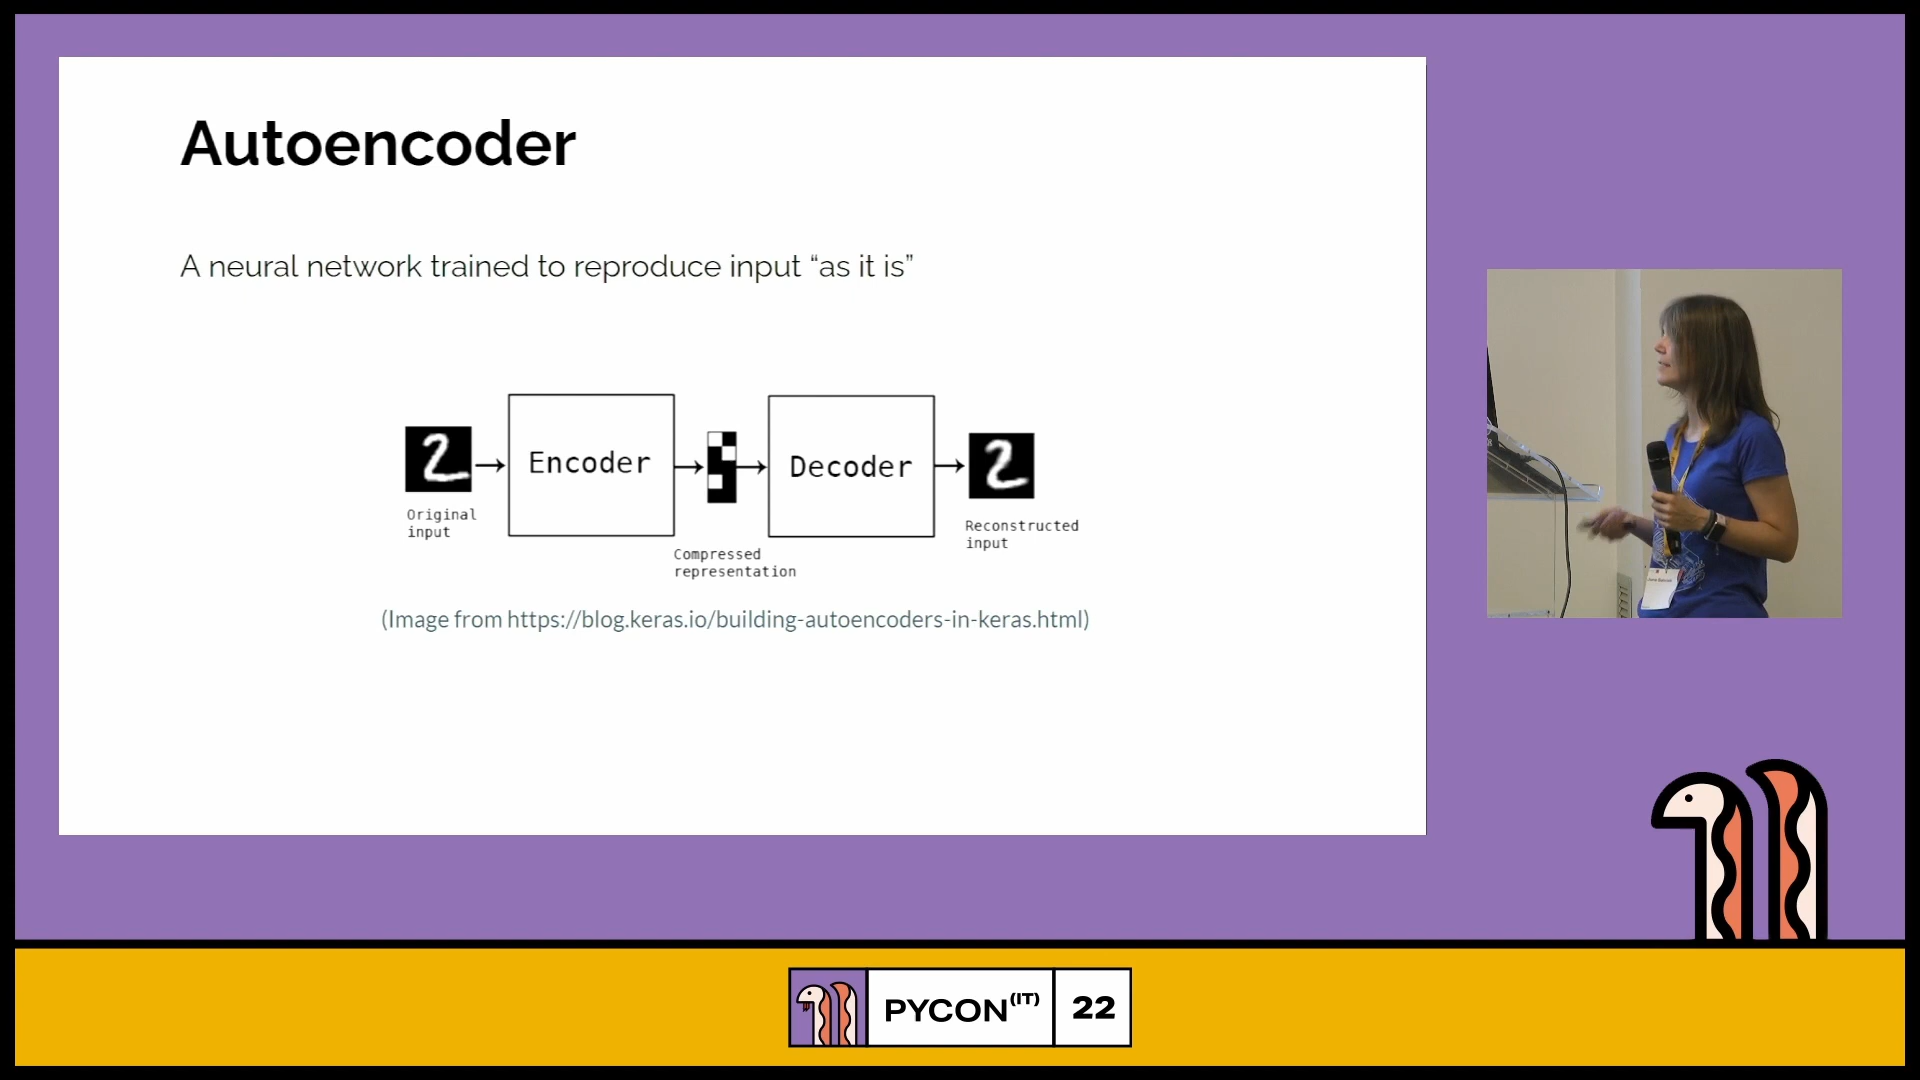 Autoencoder
A neural network trained to reproduce input “as it is”
Encoder
Decoder
Original
input
Compressed
representation
Reconstructed
input
(Image from https://blog.keras.io/building-autoencoders-in-keras.html)
PYCON(IT) 22